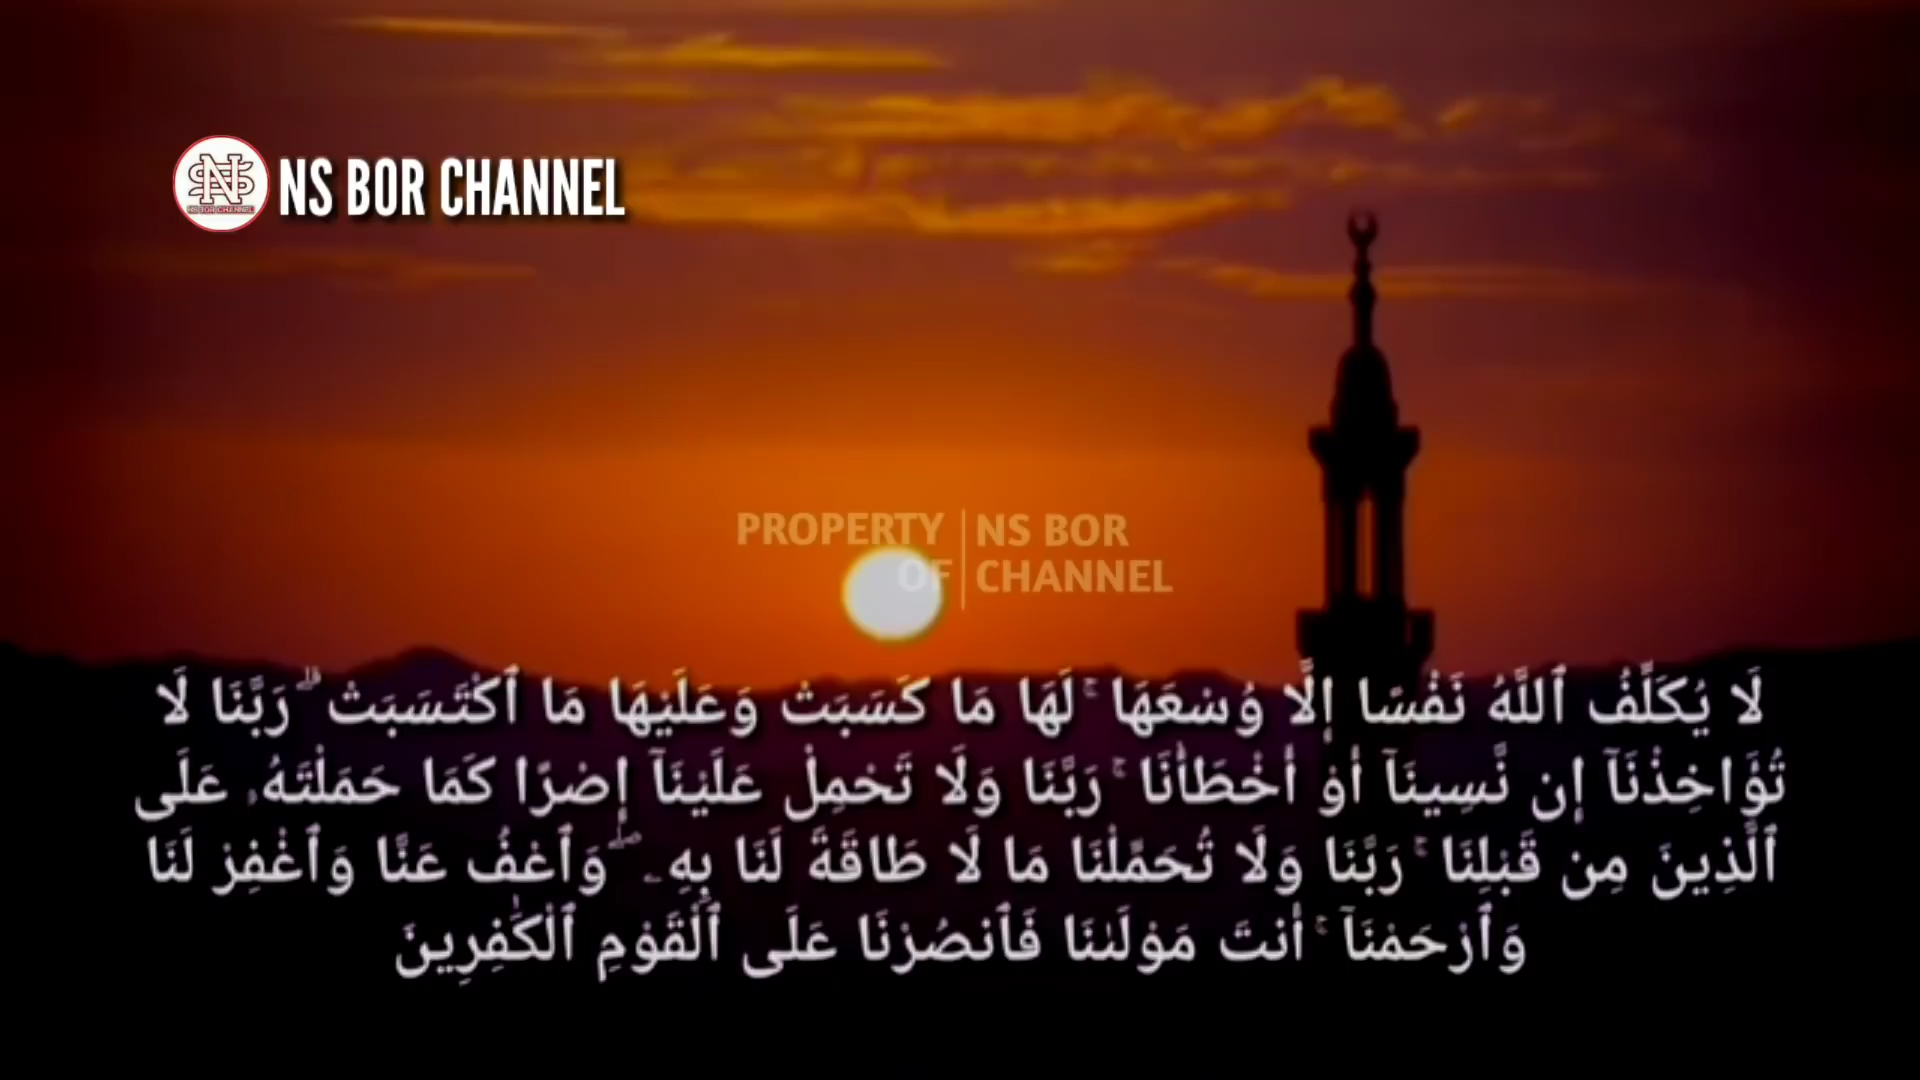 NS BOR CHANNEL
PROPERTY OF
NS BOR CHANNEL
لَا يُكَلِّفُ ٱللَّهُ نَفْسًا إِلَّا وُسْعَهَا ۚ لَهَا مَا كَسَبَتْ وَعَلَيْهَا مَا ٱكْتَسَبَتْ ۗ رَبَّنَا لَا
تُؤَاخِذْنَآ إِن نَّسِينَآ أَوْ أَخْطَأْنَا ۚ رَبَّنَا وَلَا تَحْمِلْ عَلَيْنَآ إِصْرًا كَمَا حَمَلْتَهُۥ عَلَى
ٱلَّذِينَ مِن قَبْلِنَا ۚ رَبَّنَا وَلَا تُحَمِّلْنَا مَا لَا طَاقَةَ لَنَا بِهِۦ ۖ وَٱعْفُ عَنَّا وَٱغْفِرْ لَنَا
وَٱرْحَمْنَآ ۚ أَنتَ مَوْلَىٰنَا فَٱنصُرْنَا عَلَى ٱلْقَوْمِ ٱلْكَٰفِرِينَ